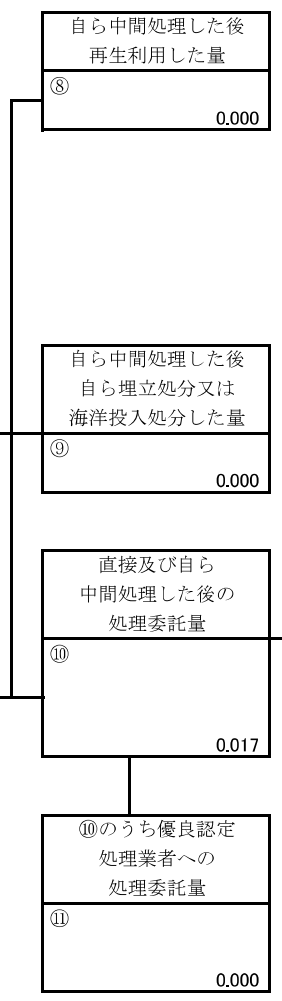 自ら中間処理した後
再生利用した量
⑧
0.000
自ら中間処理した後
自ら埋立処分又は
海洋投入処分した量
⑨
0.000
直接及び自ら
中間処理した後の
処理委託量
⑩
0.017
⑩のうち優良認定
処理業者への
処理委託量
⑪
0.000